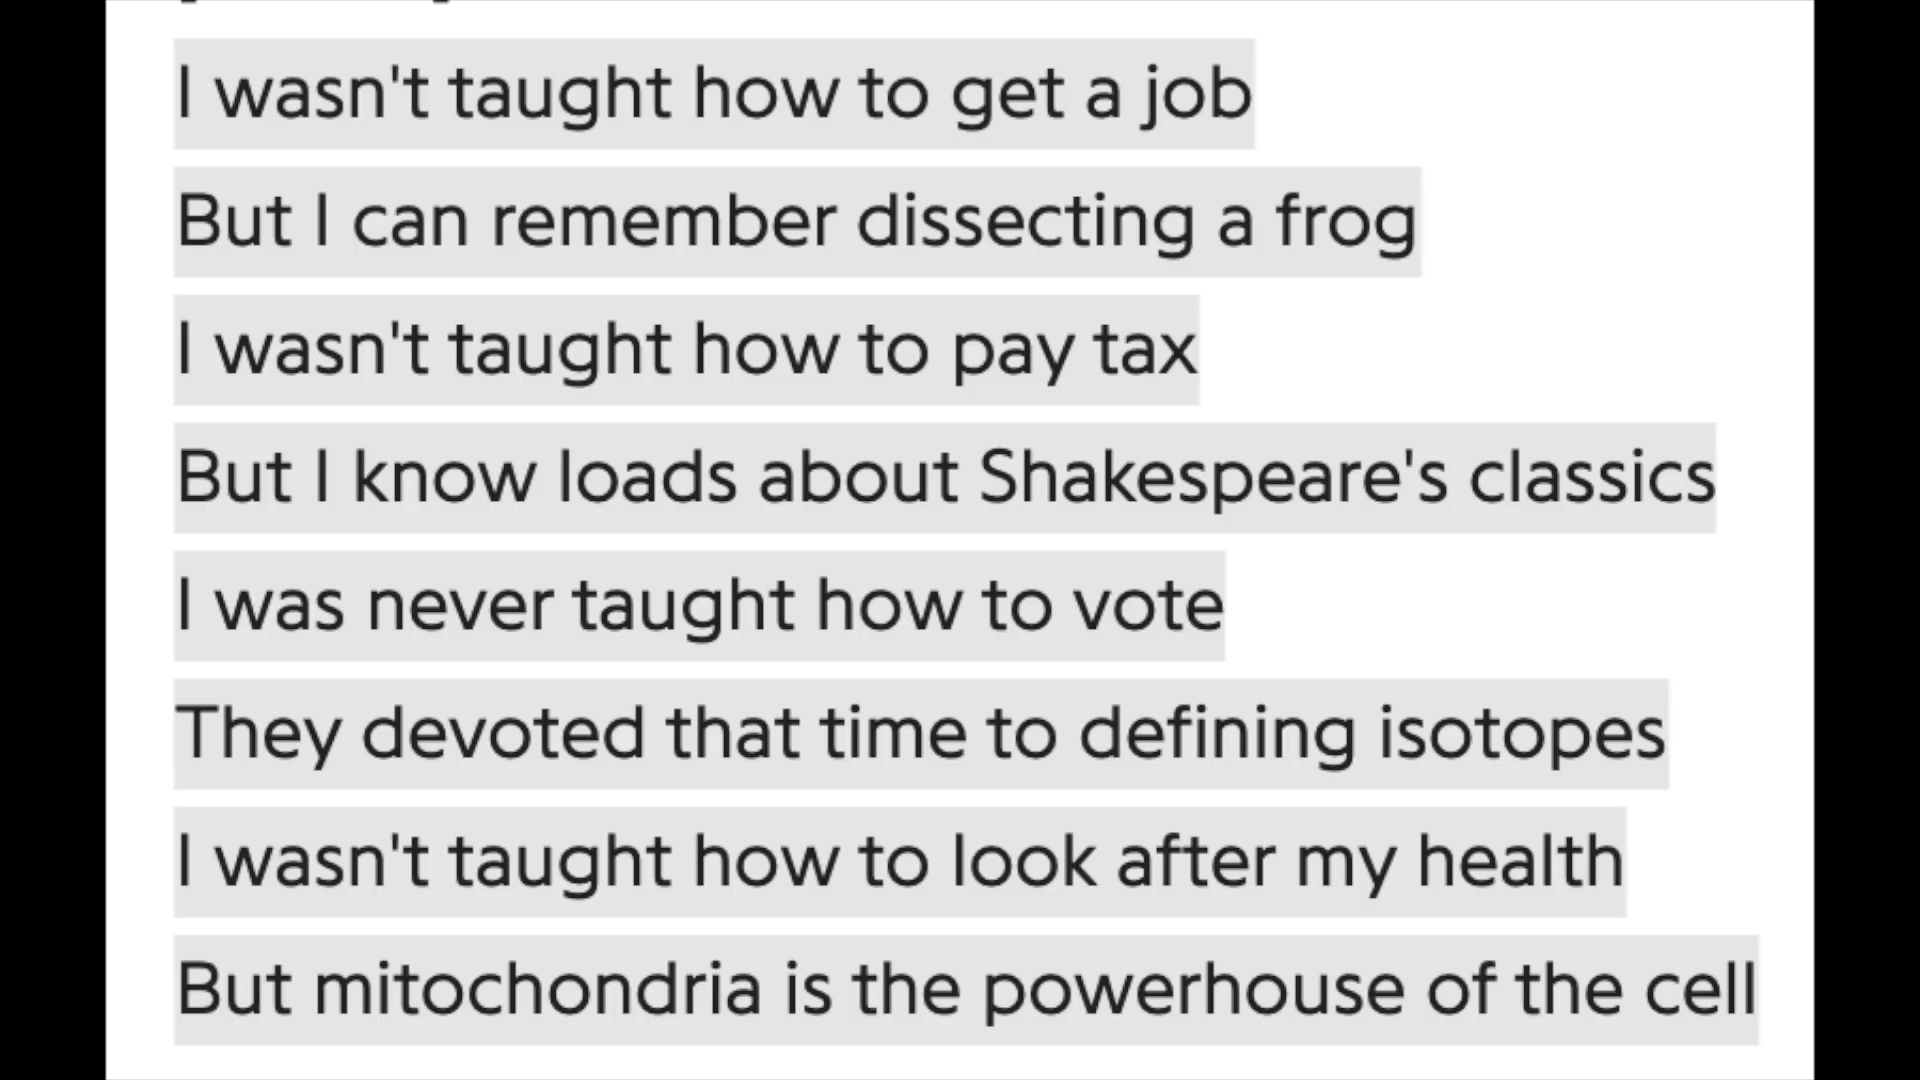 I wasn't taught how to get a job
But I can remember dissecting a frog
I wasn't taught how to pay tax
But I know loads about Shakespeare's classics
I was never taught how to vote
They devoted that time to defining isotopes
I wasn't taught how to look after my health
But mitochondria is the powerhouse of the cell